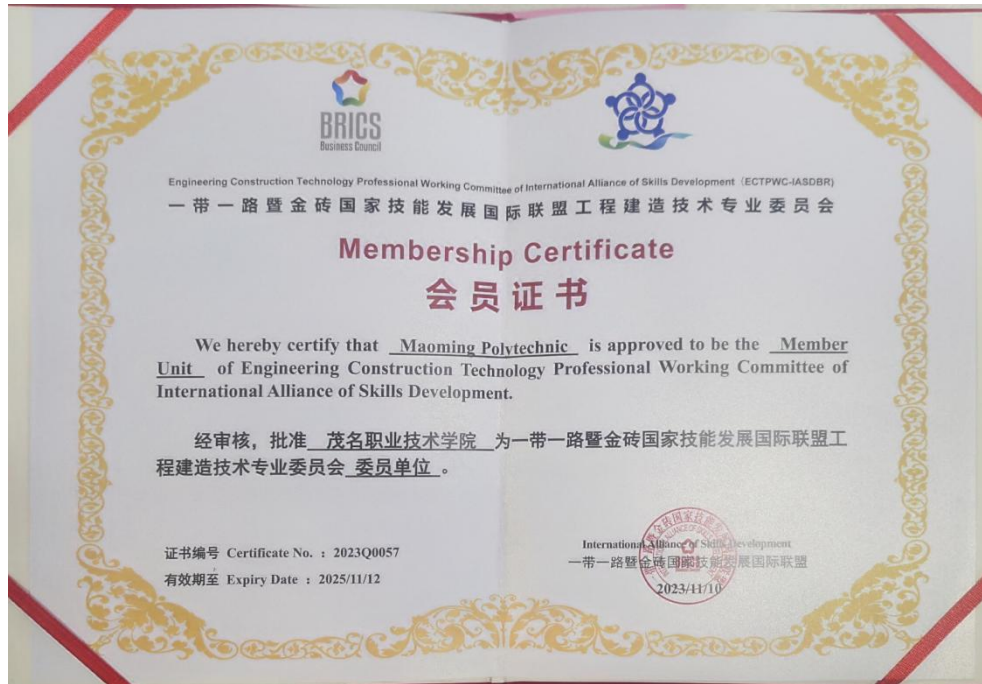 BRICS
Business Council
Engineering Construction Technology Professional Working Committee of International Alliance of Skills Development (ECTPWC-IASDBR)
一带一路暨金砖国家技能发展国际联盟工程建造技术专业委员会
Membership Certificate
会员证书
We hereby certify that Maoming Polytechnic is approved to be the Member
Unit of Engineering Construction Technology Professional Working Committee of
International Alliance of Skills Development.
经审核，批准 茂名职业技术学院 为一带一路暨金砖国家技能发展国际联盟工
程建造技术专业委员会 委员单位 。
证书编号 Certificate No. ：2023Q0057
有效期至 Expiry Date ：2025/11/12
International Alliance of Skills Development
一带一路暨金砖国家技能发展国际联盟
2023/11/10